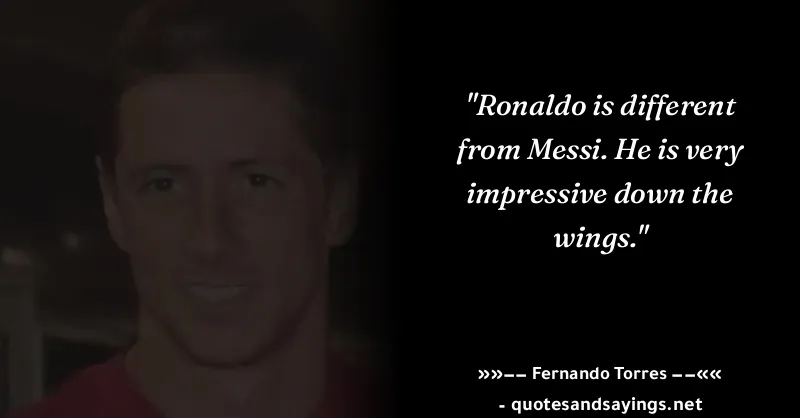 "Ronaldo is different
from Messi. He is very
impressive down the
wings."
»»−− Fernando Torres −−««
- quotesandsayings.net